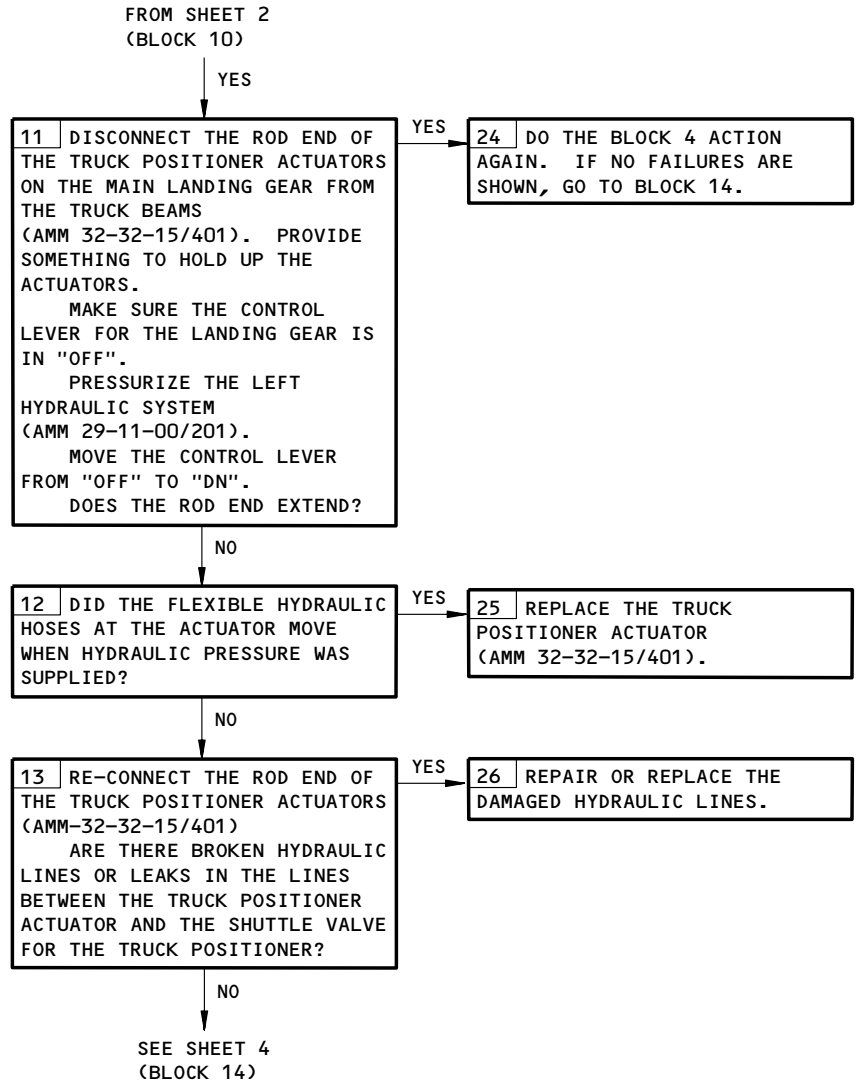 FROM SHEET 2
(BLOCK 10)
YES
11 DISCONNECT THE ROD END OF
THE TRUCK POSITIONER ACTUATORS
ON THE MAIN LANDING GEAR FROM
THE TRUCK BEAMS
(AMM 32-32-15/401). PROVIDE
SOMETHING TO HOLD UP THE
ACTUATORS.
MAKE SURE THE CONTROL
LEVER FOR THE LANDING GEAR IS
IN "OFF".
PRESSURIZE THE LEFT
HYDRAULIC SYSTEM
(AMM 29-11-00/201).
MOVE THE CONTROL LEVER
FROM "OFF" TO "DN".
DOES THE ROD END EXTEND?
YES
24 DO THE BLOCK 4 ACTION
AGAIN. IF NO FAILURES ARE
SHOWN, GO TO BLOCK 14.
NO
12 DID THE FLEXIBLE HYDRAULIC
HOSES AT THE ACTUATOR MOVE
WHEN HYDRAULIC PRESSURE WAS
SUPPLIED?
YES
25 REPLACE THE TRUCK
POSITIONER ACTUATOR
(AMM 32-32-15/401).
NO
13 RE-CONNECT THE ROD END OF
THE TRUCK POSITIONER ACTUATORS
(AMM-32-32-15/401)
ARE THERE BROKEN HYDRAULIC
LINES OR LEAKS IN THE LINES
BETWEEN THE TRUCK POSITIONER
ACTUATOR AND THE SHUTTLE VALVE
FOR THE TRUCK POSITIONER?
YES
26 REPAIR OR REPLACE THE
DAMAGED HYDRAULIC LINES.
NO
SEE SHEET 4
(BLOCK 14)